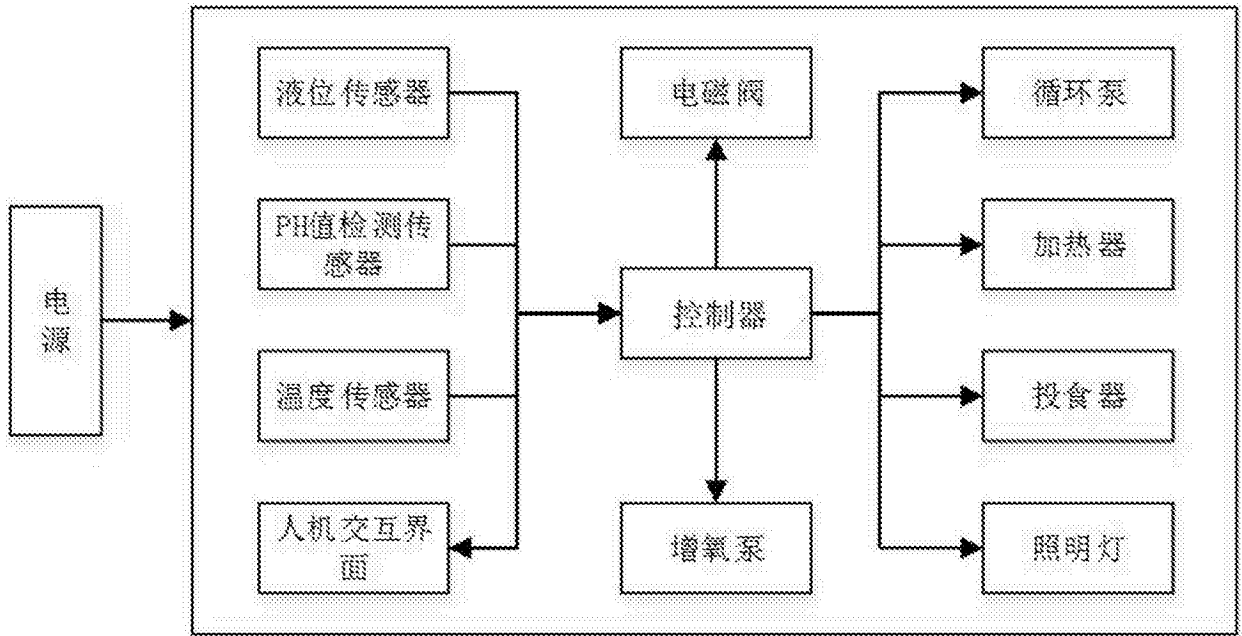 电
源
液位传感器
PH值检测传
感器
温度传感器
人机交互界
面
电磁阀
控制器
增氧泵
循环泵
加热器
投食器
照明灯